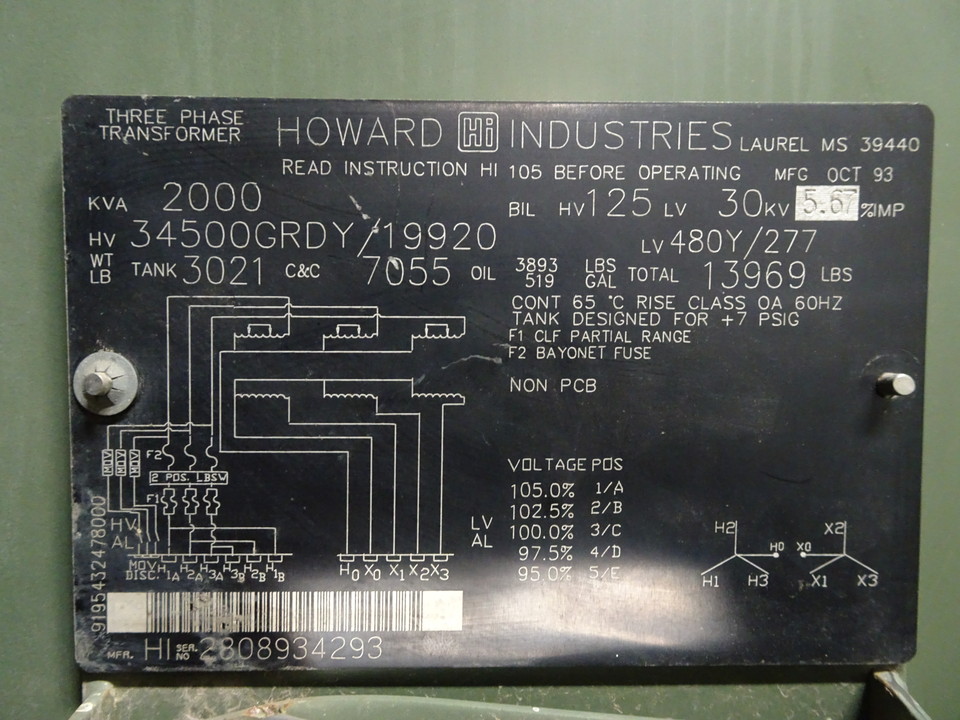 THREE PHASE
TRANSFORMER
HOWARD Hi INDUSTRIES LAUREL MS 39440
READ INSTRUCTION HI 105 BEFORE OPERATING MFG OCT 93
KVA 2000 BIL HV 125 LV 30KV 5.67 %IMP
HV 34500GRDY/19920 LV 480Y/277
WT LB TANK 3021 C&C 7055 OIL 3893 LBS 519 GAL TOTAL 13969 LBS
CONT 65 °C RISE CLASS OA 60HZ
TANK DESIGNED FOR +7 PSIG
F1 CLF PARTIAL RANGE
F2 BAYONET FUSE
NON PCB
MOV MOV MOV
F2
2 POS. LBSW
F1
HV
AL
MOV
DISC.
H1A H2A H3A H3B H2B H1B
H0 X0 X1 X2 X3
LV
AL
VOLTAGE POS
105.0% 1/A
102.5% 2/B
100.0% 3/C
97.5% 4/D
95.0% 5/E
H2 X2
H0 X0
H1 H3 X1 X3
9195432478000
MFR. HI SER. NO 2808934293